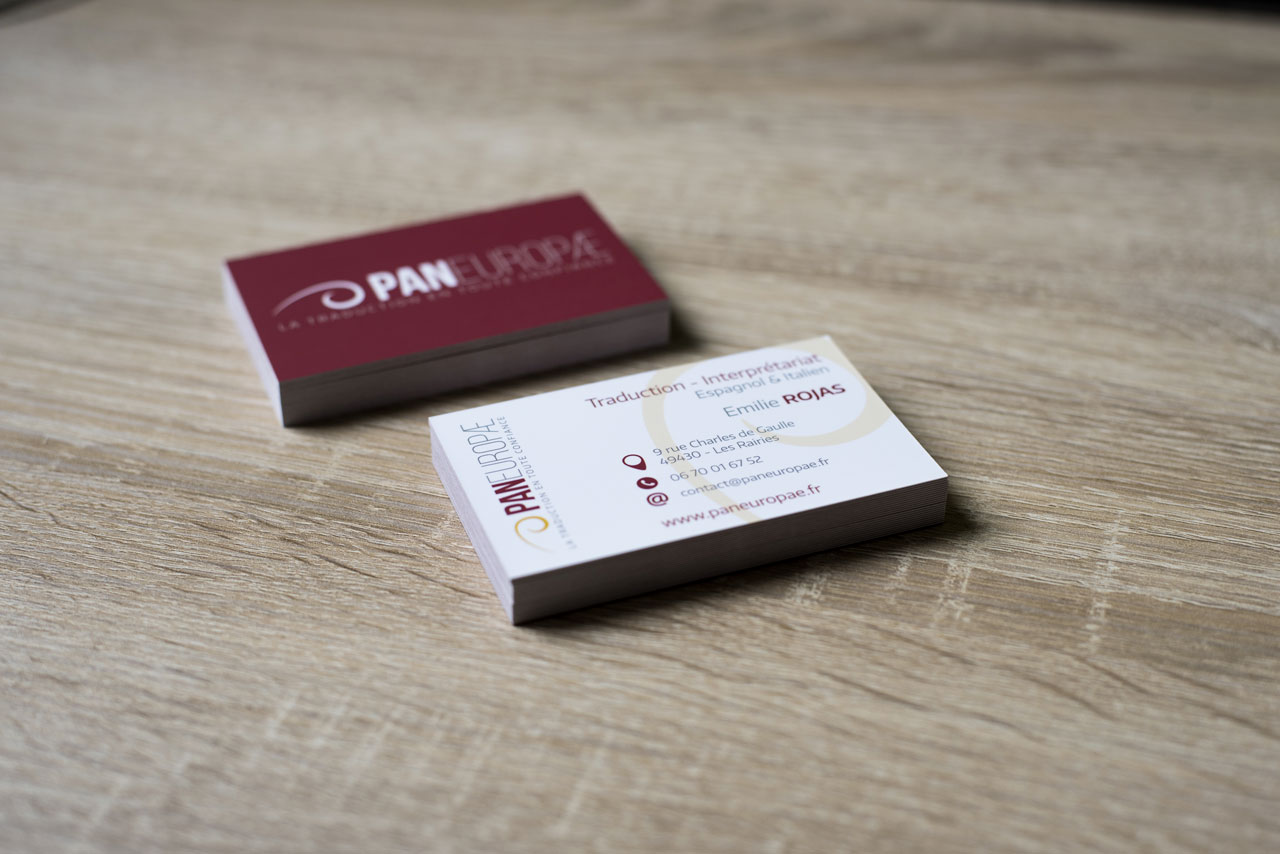 PANEUROPÆ
LA TRADUCTION EN TOUTE CONFIANCE
PANEUROPÆ
LA TRADUCTION EN TOUTE CONFIANCE
Traduction - Interprétariat
Espagnol & Italien
Emilie ROJAS
9 rue Charles de Gaulle
49430 - Les Rairies
06 70 01 67 52
@ contact@paneuropae.fr
www.paneuropae.fr